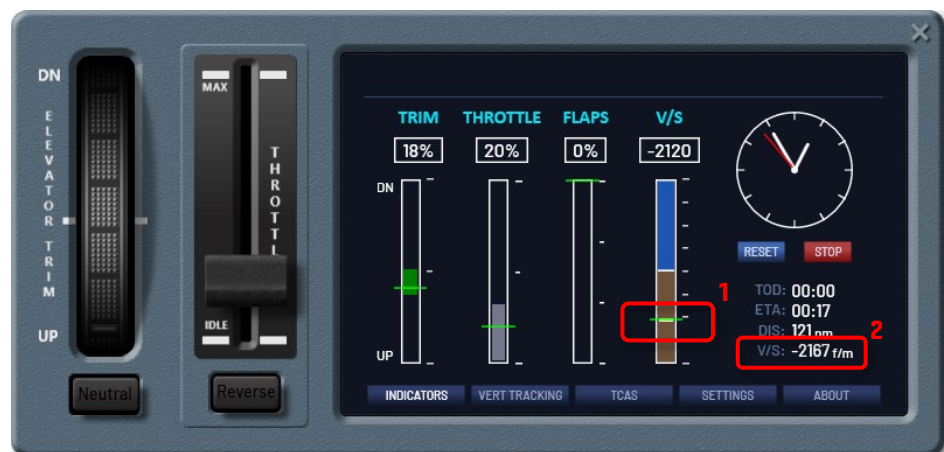 DN
ELEVATOR TRIM
UP
Neutral
MAX
THROTTL
IDLE
Reverse
TRIM THROTTLE FLAPS V/S
18% 20% 0% -2120
DN
UP
1
RESET STOP
TOD: 00:00
ETA: 00:17
DIS: 121 nm
2
V/S: -2167 f/m
INDICATORS VERT TRACKING TCAS SETTINGS ABOUT